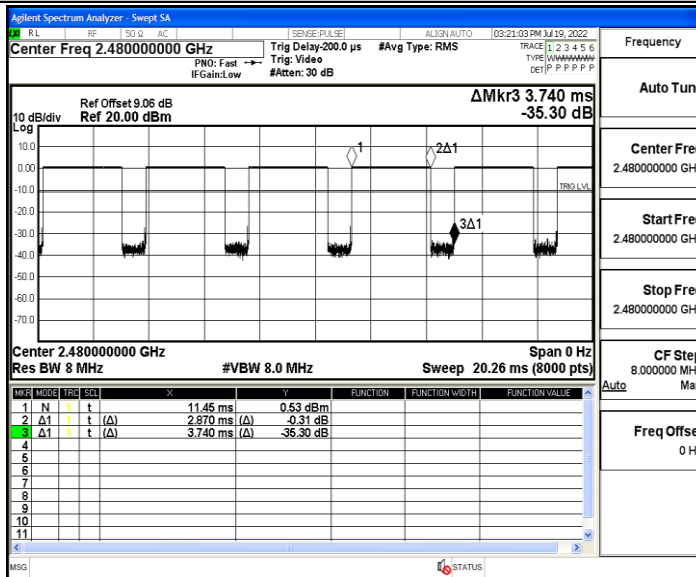 Agilent Spectrum Analyzer - Swept SA
LXI RL RF 50 Ω AC SENSE:PULSE ALIGN AUTO 03:21:03 PM Jul 19, 2022
Center Freq 2.480000000 GHz
PNO: Fast
IFGain:Low
Trig Delay-200.0 µs
Trig: Video
#Atten: 30 dB
#Avg Type: RMS
TRACE 1 2 3 4 5 6
TYPE
DET P P P P P P
Frequency
Ref Offset 9.06 dB
10 dB/div Ref 20.00 dBm
Log
ΔMkr3 3.740 ms
-35.30 dB
10.0
0.00
-10.0
-20.0
-30.0
-40.0
-50.0
-60.0
-70.0
1
2Δ1
TRIG LVL
3Δ1
Center 2.480000000 GHz Span 0 Hz
Res BW 8 MHz #VBW 8.0 MHz Sweep 20.26 ms (8000 pts)
MKR MODE TRC SCL X Y FUNCTION FUNCTION WIDTH FUNCTION VALUE
1 N 1 t 11.45 ms 0.53 dBm
2 Δ1 1 t (Δ) 2.870 ms (Δ) -0.31 dB
3 Δ1 1 t (Δ) 3.740 ms (Δ) -35.30 dB
4
5
6
7
8
9
10
11
MSG STATUS
Auto Tun
Center Fre
2.480000000 GH
Start Fre
2.480000000 GH
Stop Fre
2.480000000 GH
CF Step
8.000000 MH
Auto Ma
Freq Offse
0 H